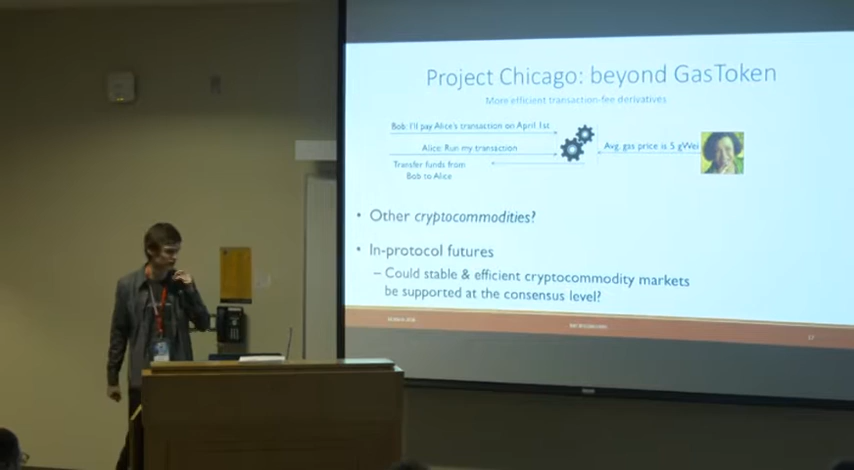 Project Chicago: beyond GasToken
More efficient transaction-fee derivatives
Bob: I'll pay Alice's transaction on April 1st
Alice: Run my transaction
Avg. gas price is 5 gWei
Transfer funds from
Bob to Alice
• Other cryptocommodities?
• In-protocol futures
– Could stable & efficient cryptocommodity markets
be supported at the consensus level?